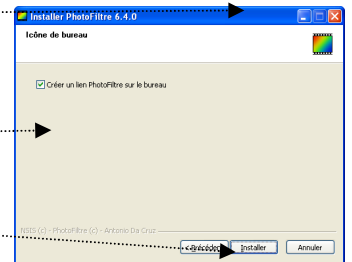 Installer PhotoFiltre 6.4.0
Icône de bureau
Créer un lien PhotoFiltre sur le bureau
NSIS (c) - PhotoFiltre (c) - Antonio Da Cruz
< Précédent Installer Annuler